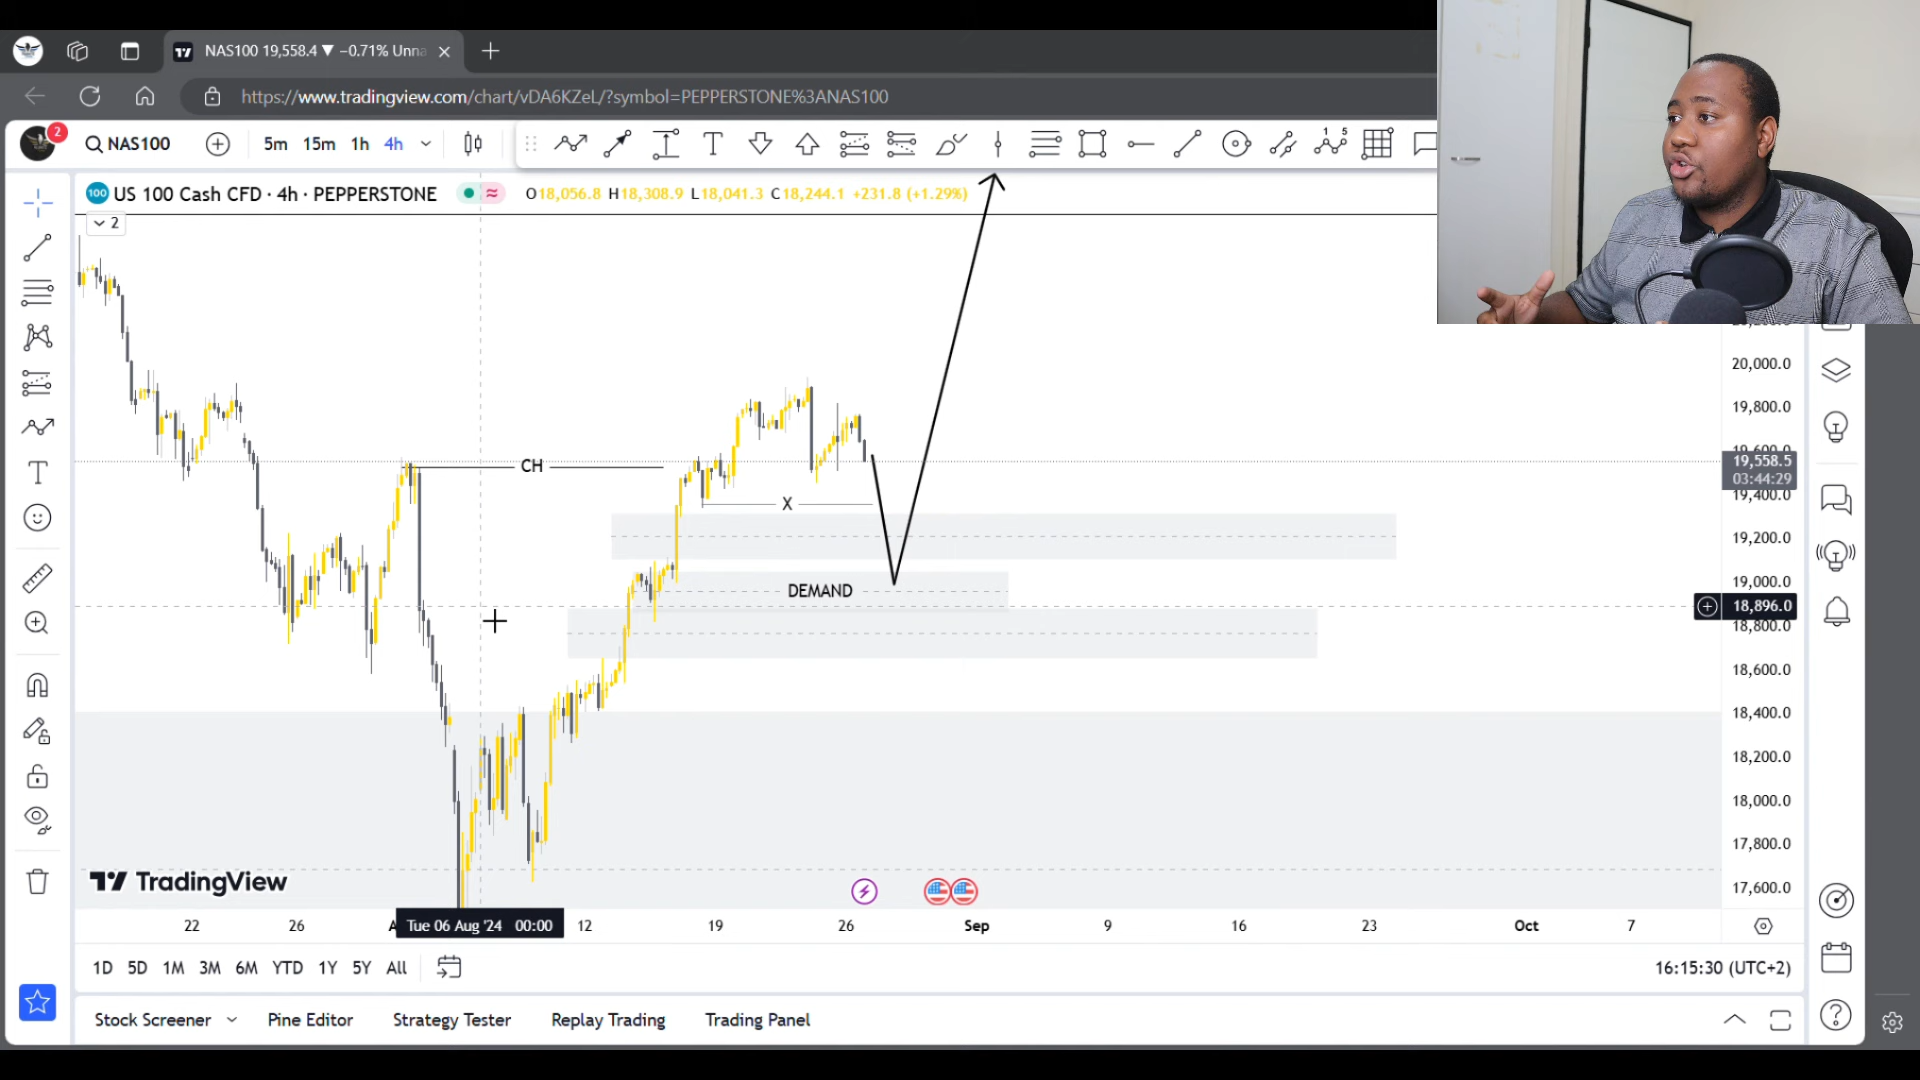 NAS100 19,558.4 ▼ −0.71% Unna
https://www.tradingview.com/chart/vDA6KZeL/?symbol=PEPPERSTONE%3ANAS100
2
NAS100
5m 15m 1h 4h
100 US 100 Cash CFD · 4h · PEPPERSTONE
O18,056.8 H18,308.9 L18,041.3 C18,244.1 +231.8 (+1.29%)
2
20,000.0
19,800.0
CH
19,558.5
03:44:29
19,400.0
X
19,200.0
19,000.0
DEMAND
18,896.0
18,800.0
18,600.0
18,400.0
18,200.0
18,000.0
17,800.0
17,600.0
TradingView
22 26 A Tue 06 Aug '24 00:00 12 19 26 Sep 9 16 23 Oct 7
1D 5D 1M 3M 6M YTD 1Y 5Y All
16:15:30 (UTC+2)
Stock Screener Pine Editor Strategy Tester Replay Trading Trading Panel